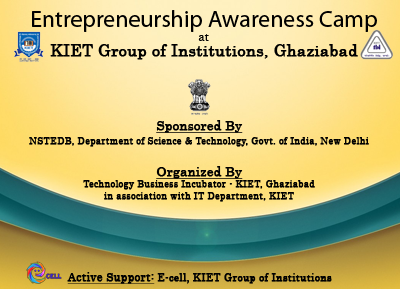 Entrepreneurship Awareness Camp
at
KIET Group of Institutions, Ghaziabad
Sponsored By
NSTEDB, Department of Science & Technology, Govt. of India, New Delhi
Organized By
Technology Business Incubator - KIET, Ghaziabad
in association with IT Department, KIET
CELL
Active Support: E-cell, KIET Group of Institutions